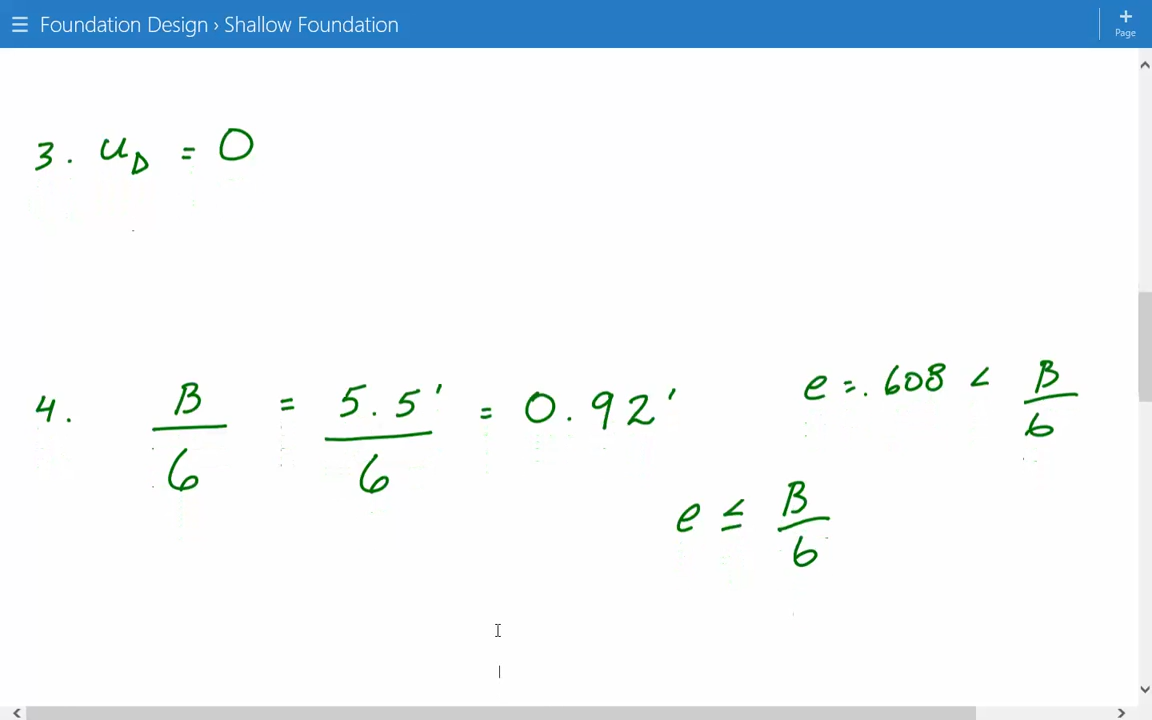 Foundation Design › Shallow Foundation
+
Page
3. u_D = 0
4. B/6 = 5.5'/6 = 0.92'
e = .608 < B/6
e ≤ B/6